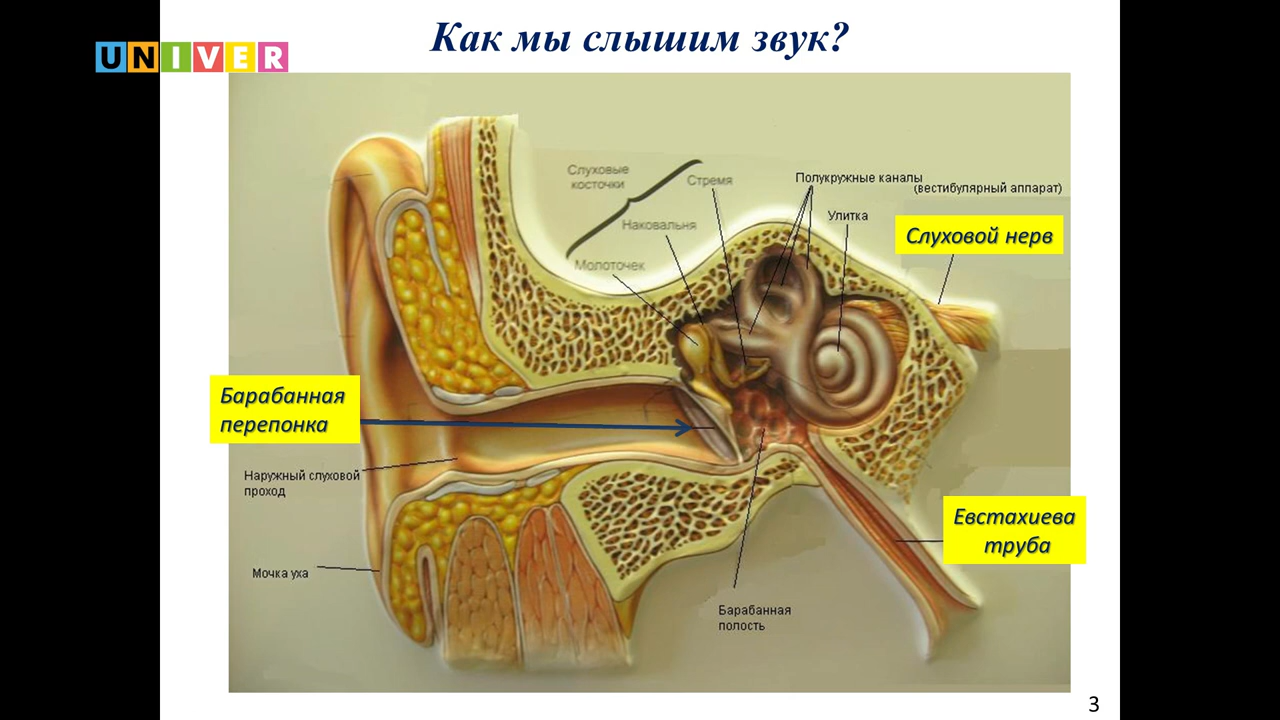 Как мы слышим звук?
UNIVER
Слуховые
косточки
Стремя
Полукружные каналы
(вестибулярный аппарат)
Улитка
Наковальня
Слуховой нерв
Молоточек
Барабанная
перепонка
Наружный слуховой
проход
Евстахиева
труба
Мочка уха
Барабанная
полость
3